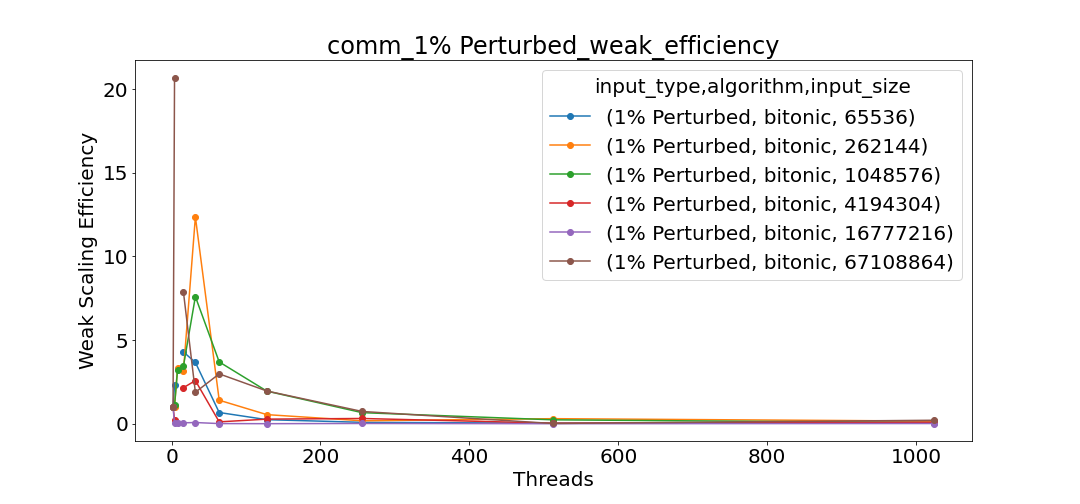 comm_1% Perturbed_weak_efficiency
input_type,algorithm,input_size
(1% Perturbed, bitonic, 65536)
(1% Perturbed, bitonic, 262144)
(1% Perturbed, bitonic, 1048576)
(1% Perturbed, bitonic, 4194304)
(1% Perturbed, bitonic, 16777216)
(1% Perturbed, bitonic, 67108864)
Weak Scaling Efficiency
20
15
10
5
0
0 200 400 600 800 1000
Threads